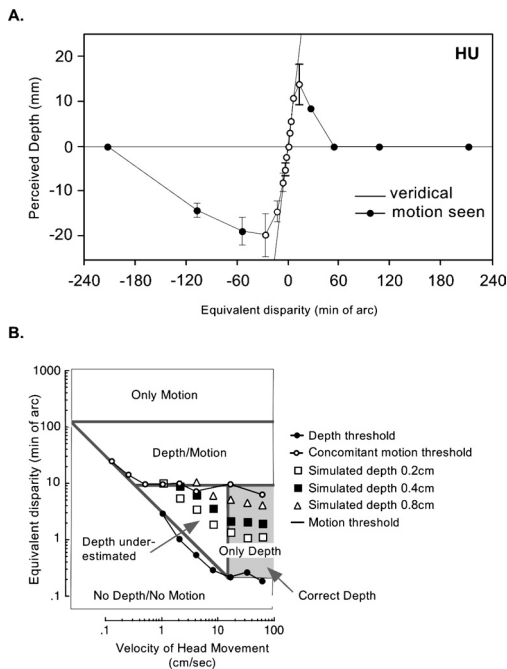 A.
HU
20
10
0
-10
-20
Perceived Depth (mm)
veridical
motion seen
-240 -180 -120 -60 0 60 120 180 240
Equivalent disparity (min of arc)
B.
1000
100
10
1
.1
Equivalent disparity (min of arc)
Only Motion
Depth/Motion
Depth under-
estimated
Only Depth
No Depth/No Motion
Correct Depth
Depth threshold
Concomitant motion threshold
Simulated depth 0.2cm
Simulated depth 0.4cm
Simulated depth 0.8cm
Motion threshold
.1 1 10 100
Velocity of Head Movement
(cm/sec)